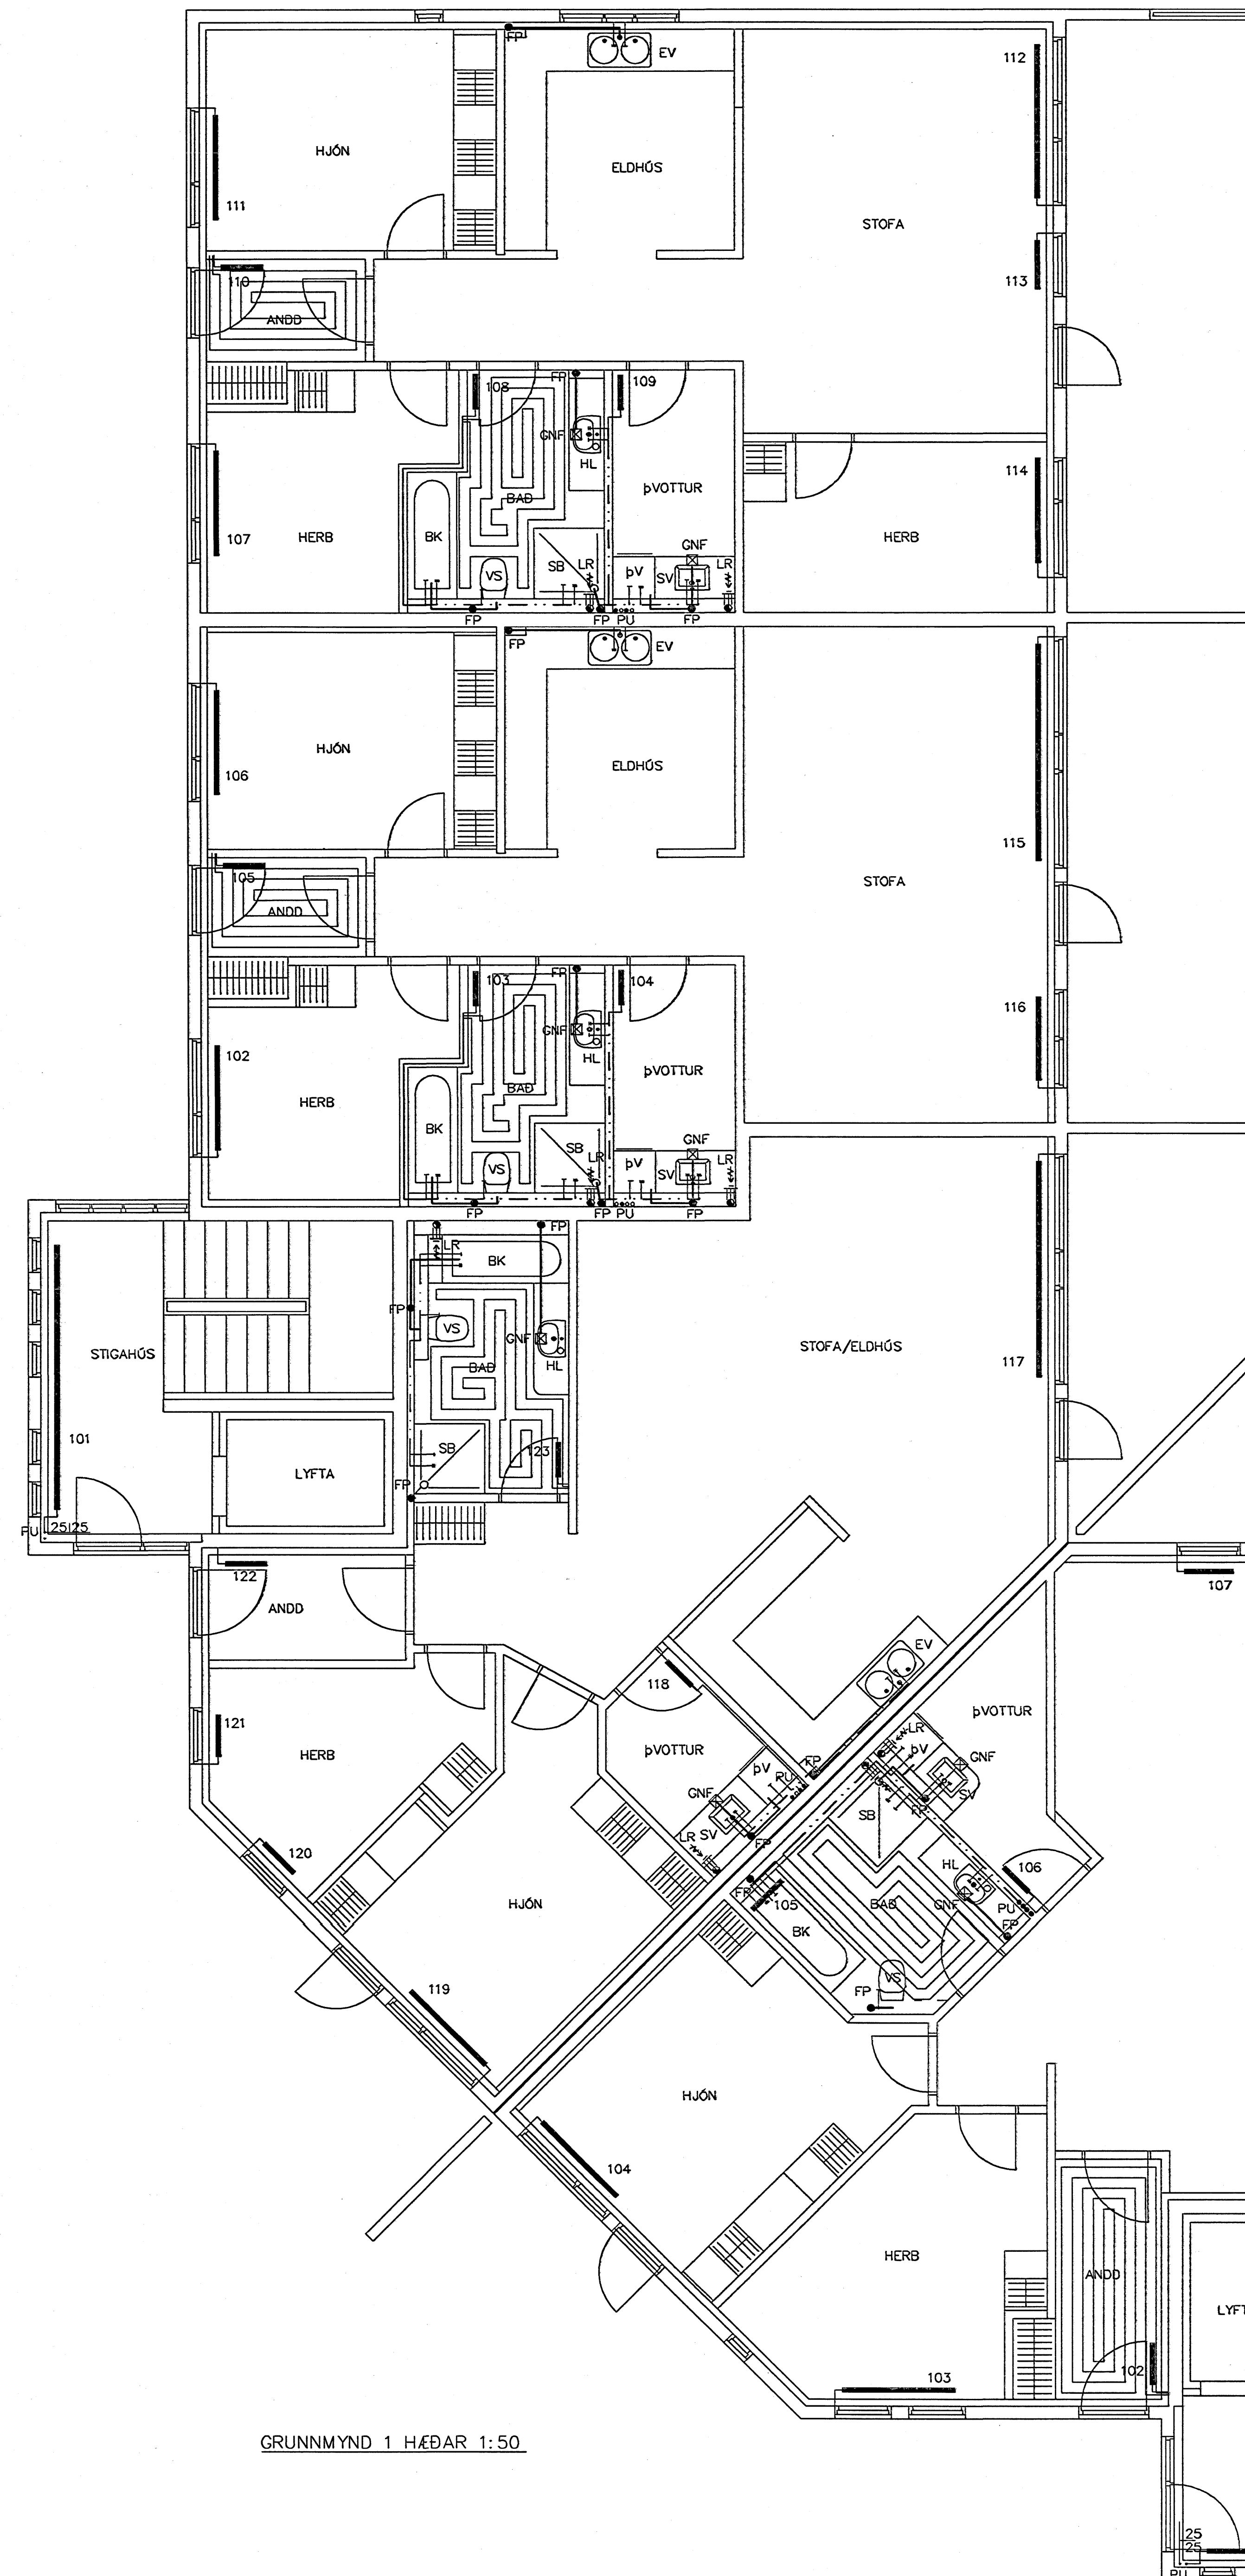 FP
EV
112
HJÓN
ELDHÚS
111
STOFA
110
113
ANDD
108
FP
109
GNF
HL
114
BAÐ
ÞVOTTUR
107
HERB
BK
HERB
GNF
VS
SB
LR
ÞV
SV
LR
FP
FP
PU
FP
FP
EV
HJÓN
ELDHÚS
106
115
105
STOFA
ANDD
103
FP
104
116
GNF
HL
102
BAÐ
ÞVOTTUR
HERB
BK
GNF
VS
SB
LR
ÞV
SV
LR
FP
FP
PU
FP
FP
LR
BK
FP
VS
GNF
STIGAHÚS
BAÐ
HL
STOFA/ELDHÚS
117
101
SB
123
LYFTA
FP
PU
25
25
122
107
ANDD
EV
118
121
ÞVOTTUR
HERB
ÞVOTTUR
LR
ÞV
GNF
FP
ÞV
PU
GNF
SV
SV
FP
SB
LR
FP
120
HL
106
FP
105
BAÐ
GNF
PU
HJÓN
BK
FP
VS
119
FP
HJÓN
104
HERB
ANDD
LYFT
102
103
GRUNNMYND 1 HÆÐAR 1:50
25
25
PU